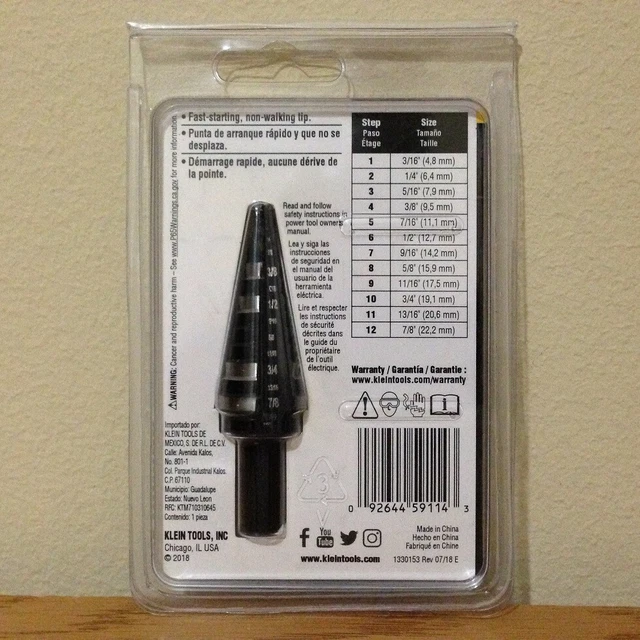 • Fast-starting, non-walking tip.
• Punta de arranque rápido y que no se
desplaza.
• Démarrage rapide, aucune dérive de
la pointe.
Step Size
Paso Tamaño
Étage Taille
1 3/16" (4,8 mm)
2 1/4" (6,4 mm)
3 5/16" (7,9 mm)
4 3/8" (9,5 mm)
5 7/16" (11,1 mm)
6 1/2" (12,7 mm)
7 9/16" (14,2 mm)
8 5/8" (15,9 mm)
9 11/16" (17,5 mm)
10 3/4" (19,1 mm)
11 13/16" (20,6 mm)
12 7/8" (22,2 mm)
Read and follow
safety instructions in
power tool owners
manual.
Lea y siga las
instrucciones
de seguridad en
el manual del
usuario de la
herramienta
eléctrica.
Lire et respecter
les instructions
de sécurité
décrites dans
le guide du
propriétaire
de l'outil
électrique.
⚠WARNING: Cancer and reproductive harm – See www.P65Warnings.ca.gov for more information.
3/8
1/2
3/4
7/8
Warranty / Garantía / Garantie :
www.kleintools.com/warranty
Importado por:
KLEIN TOOLS DE
MEXICO, S. DE R.L. DE C.V.
Calle: Avenida Kalos,
No. 801-1
Col. Parque Industrial Kalos.
C.P. 67110
Municipio: Guadalupe
Estado: Nuevo Leon
RFC: KTM710310645
Contenido: 1 pieza
KLEIN TOOLS, INC
Chicago, IL USA
© 2018
3
V
0 92644 59114 3
f You
Tube
www.kleintools.com
Made in China
Hecho en China
Fabriqué en Chine
1330153 Rev 07/18 E